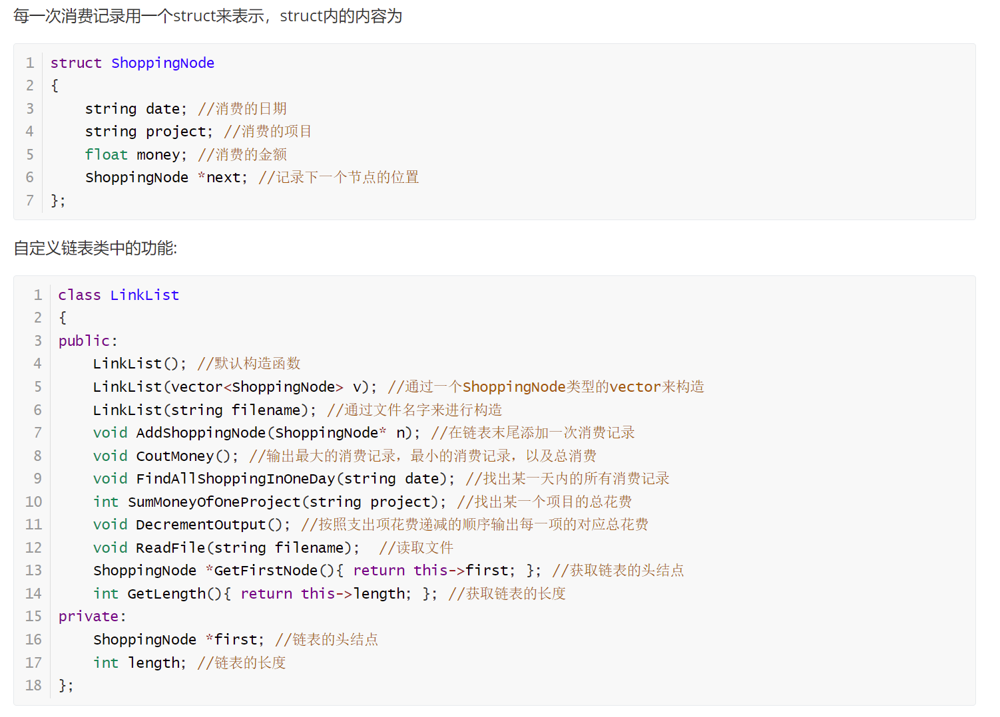 每一次消费记录用一个struct来表示，struct内的内容为
1 struct ShoppingNode
2 {
3     string date; //消费的日期
4     string project; //消费的项目
5     float money; //消费的金额
6     ShoppingNode *next; //记录下一个节点的位置
7 };
自定义链表类中的功能:
1 class LinkList
2 {
3 public:
4     LinkList(); //默认构造函数
5     LinkList(vector<ShoppingNode> v); //通过一个ShoppingNode类型的vector来构造
6     LinkList(string filename); //通过文件名字来进行构造
7     void AddShoppingNode(ShoppingNode* n); //在链表末尾添加一次消费记录
8     void CoutMoney(); //输出最大的消费记录，最小的消费记录，以及总消费
9     void FindAllShoppingInOneDay(string date); //找出某一天内的所有消费记录
10     int SumMoneyOfOneProject(string project); //找出某一个项目的总花费
11     void DecrementOutput(); //按照支出项花费递减的顺序输出每一项的对应总花费
12     void ReadFile(string filename);  //读取文件
13     ShoppingNode *GetFirstNode(){ return this->first; }; //获取链表的头结点
14     int GetLength(){ return this->length; }; //获取链表的长度
15 private:
16     ShoppingNode *first; //链表的头结点
17     int length; //链表的长度
18 };